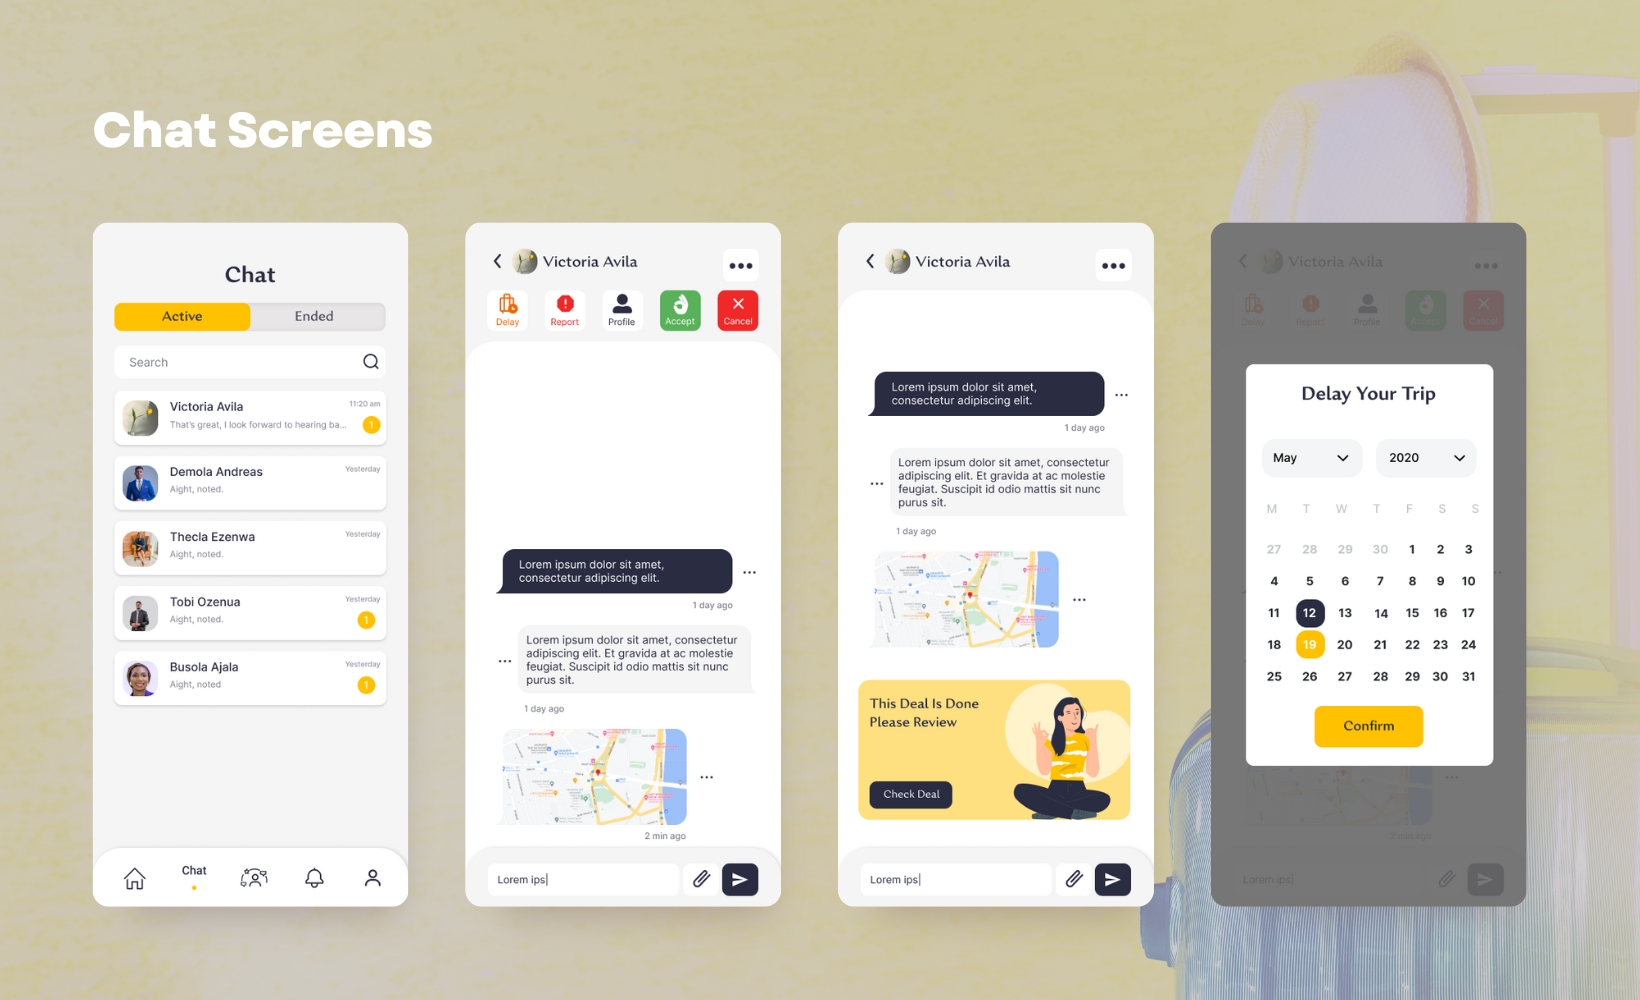 Chat Screens
Chat
Active
Ended
Search
Victoria Avila
11:20 am
That's great, I look forward to hearing ba...
1
Demola Andreas
Yesterday
Aight, noted.
Thecla Ezenwa
Yesterday
Aight, noted.
Tobi Ozenua
Yesterday
Aight, noted.
1
Busola Ajala
Yesterday
Aight, noted
1
Chat
Victoria Avila
Delay
Report
Profile
Accept
Cancel
Lorem ipsum dolor sit amet,
consectetur adipiscing elit.
1 day ago
Lorem ipsum dolor sit amet, consectetur
adipiscing elit. Et gravida at ac molestie
feugiat. Suscipit id odio mattis sit nunc
purus sit.
1 day ago
2 min ago
Lorem ips
Victoria Avila
Lorem ipsum dolor sit amet,
consectetur adipiscing elit.
1 day ago
Lorem ipsum dolor sit amet, consectetur
adipiscing elit. Et gravida at ac molestie
feugiat. Suscipit id odio mattis sit nunc
purus sit.
1 day ago
This Deal Is Done
Please Review
Check Deal
Lorem ips
Victoria Avila
Delay
Report
Profile
Accept
Cancel
Delay Your Trip
May
2020
M T W T F S S
27 28 29 30 1 2 3
4 5 6 7 8 9 10
11 12 13 14 15 16 17
18 19 20 21 22 23 24
25 26 27 28 29 30 31
Confirm
Lorem ips